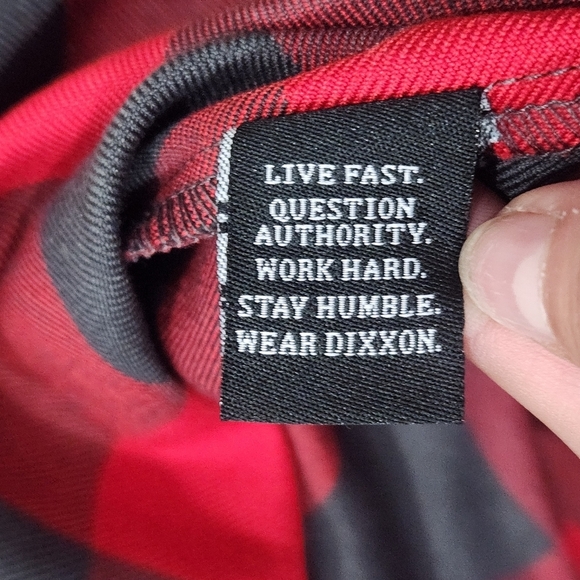 LIVE FAST.
QUESTION
AUTHORITY.
WORK HARD.
STAY HUMBLE.
WEAR DIXXON.